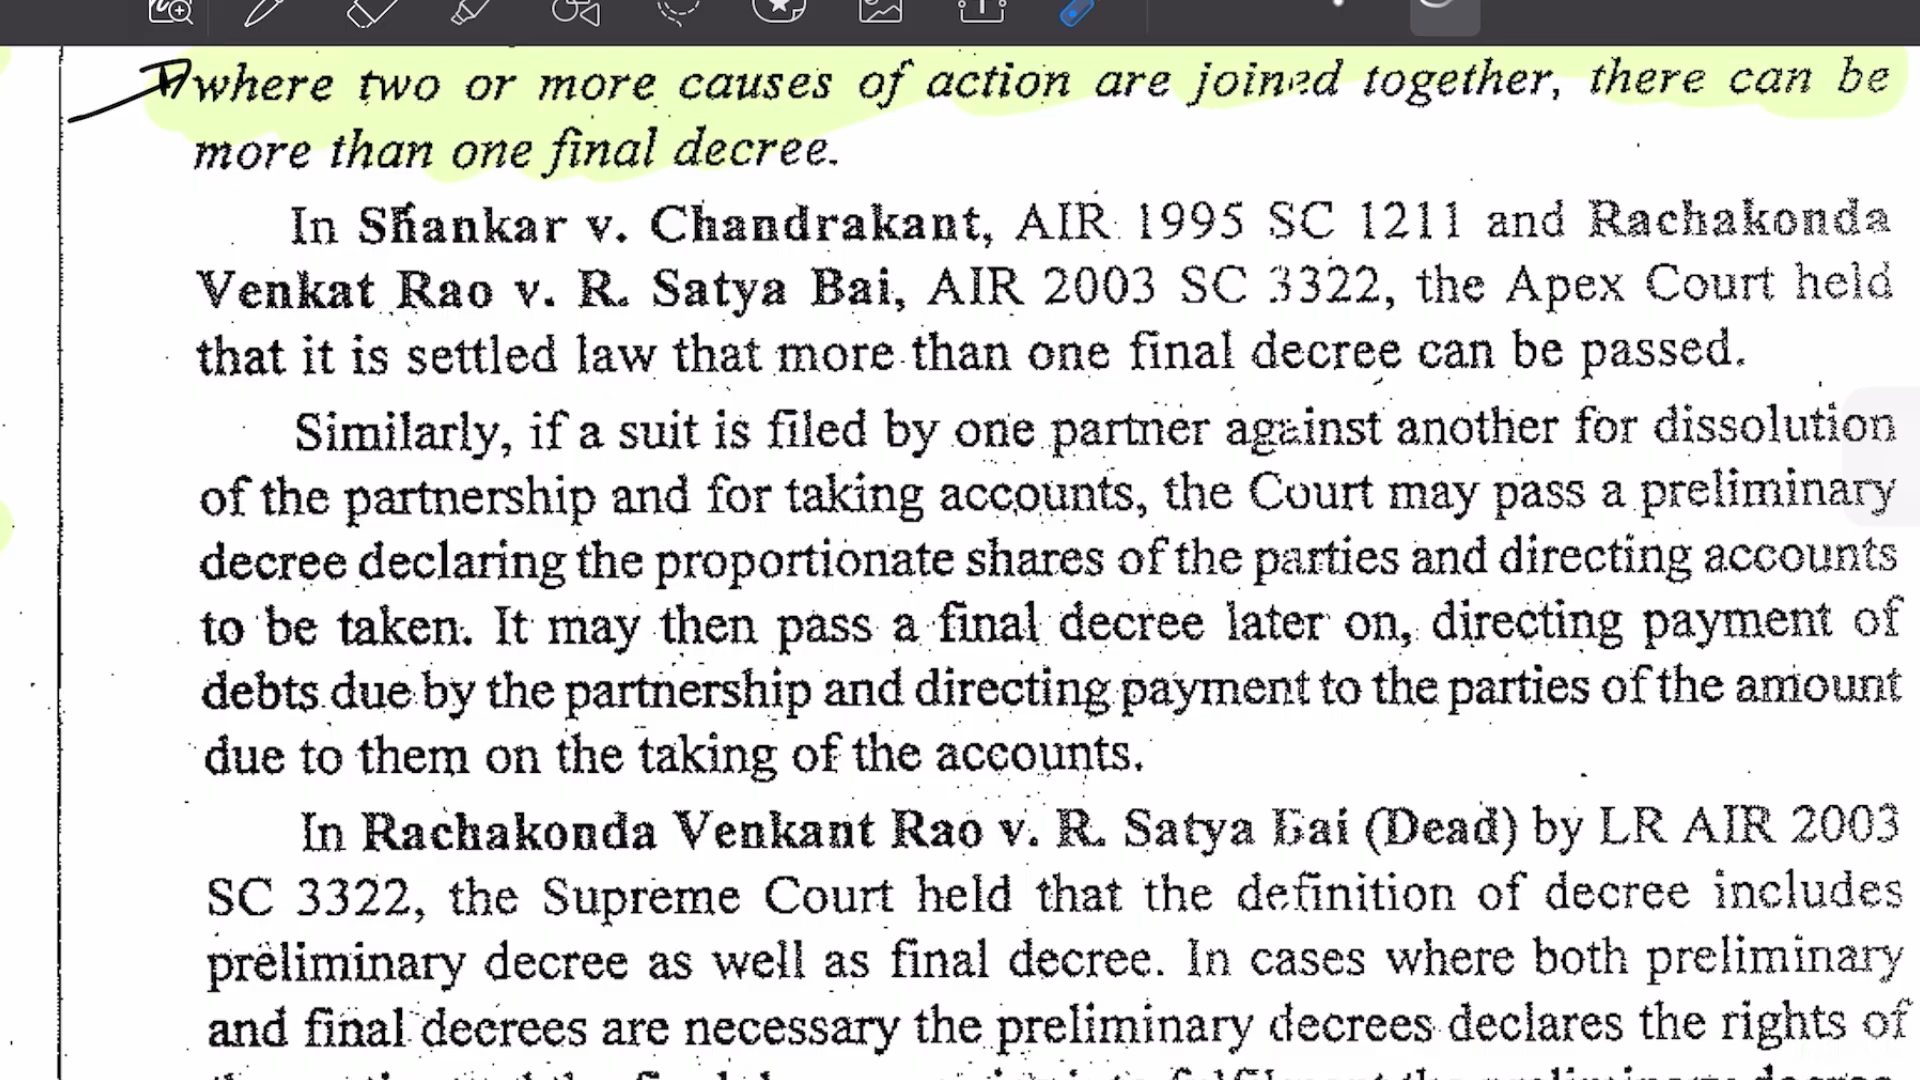 where two or more causes of action are joined together, there can be
more than one final decree.
In Shankar v. Chandrakant, AIR 1995 SC 1211 and Rachakonda
Venkat Rao v. R. Satya Bai, AIR 2003 SC 3322, the Apex Court held
that it is settled law that more than one final decree can be passed.
Similarly, if a suit is filed by one partner against another for dissolution
of the partnership and for taking accounts, the Court may pass a preliminary
decree declaring the proportionate shares of the parties and directing accounts
to be taken. It may then pass a final decree later on, directing payment of
debts due by the partnership and directing payment to the parties of the amount
due to them on the taking of the accounts.
In Rachakonda Venkant Rao v. R. Satya Bai (Dead) by LR AIR 2003
SC 3322, the Supreme Court held that the definition of decree includes
preliminary decree as well as final decree. In cases where both preliminary
and final decrees are necessary the preliminary decrees declares the rights of